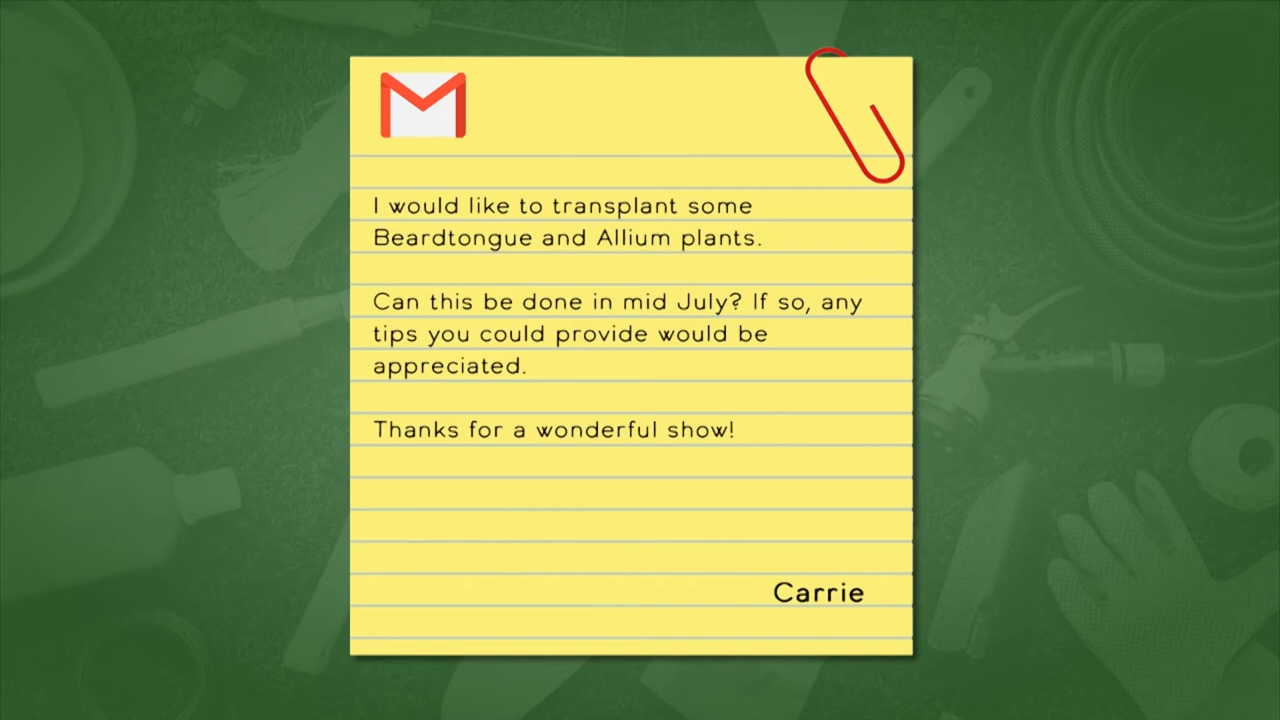 I would like to transplant some
Beardtongue and Allium plants.
Can this be done in mid July? If so, any
tips you could provide would be
appreciated.
Thanks for a wonderful show!
Carrie